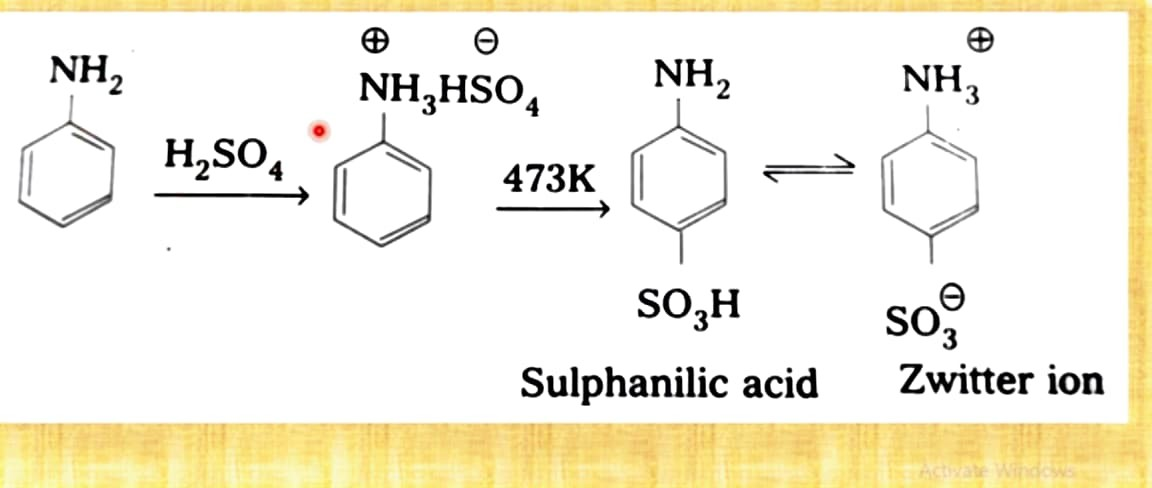 NH₂
⊕ ⊖
NH₃HSO₄
NH₂
⊕
NH₃
H₂SO₄
473K
SO₃H
⊖
SO₃
Sulphanilic acid
Zwitter ion
Activate Windows